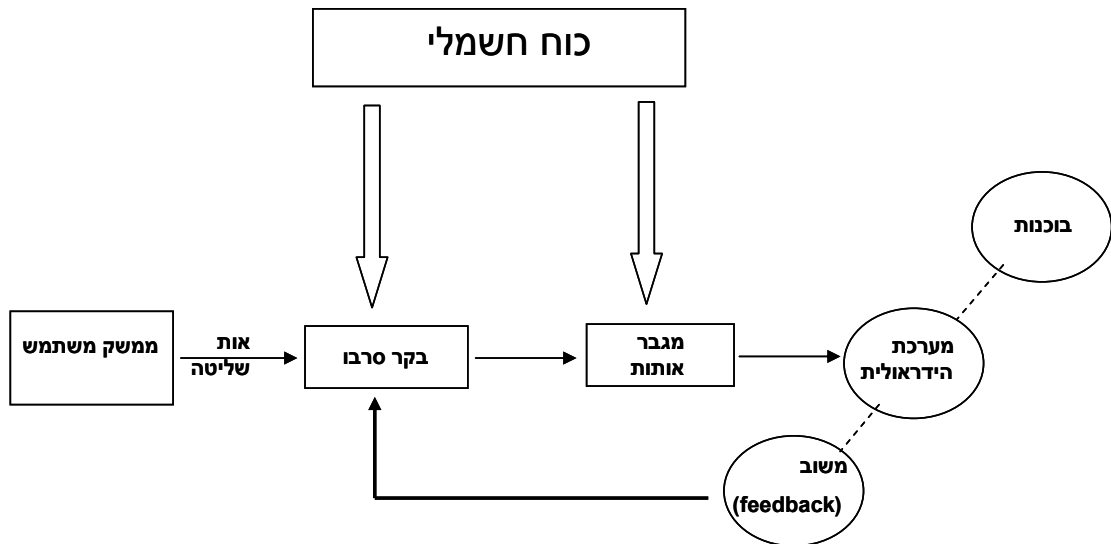 כוח חשמלי
בוכנות
ממשק משתמש
אות
שליטה
בקר סרבו
מגבר
אותות
מערכת
הידראולית
משוב
(feedback)